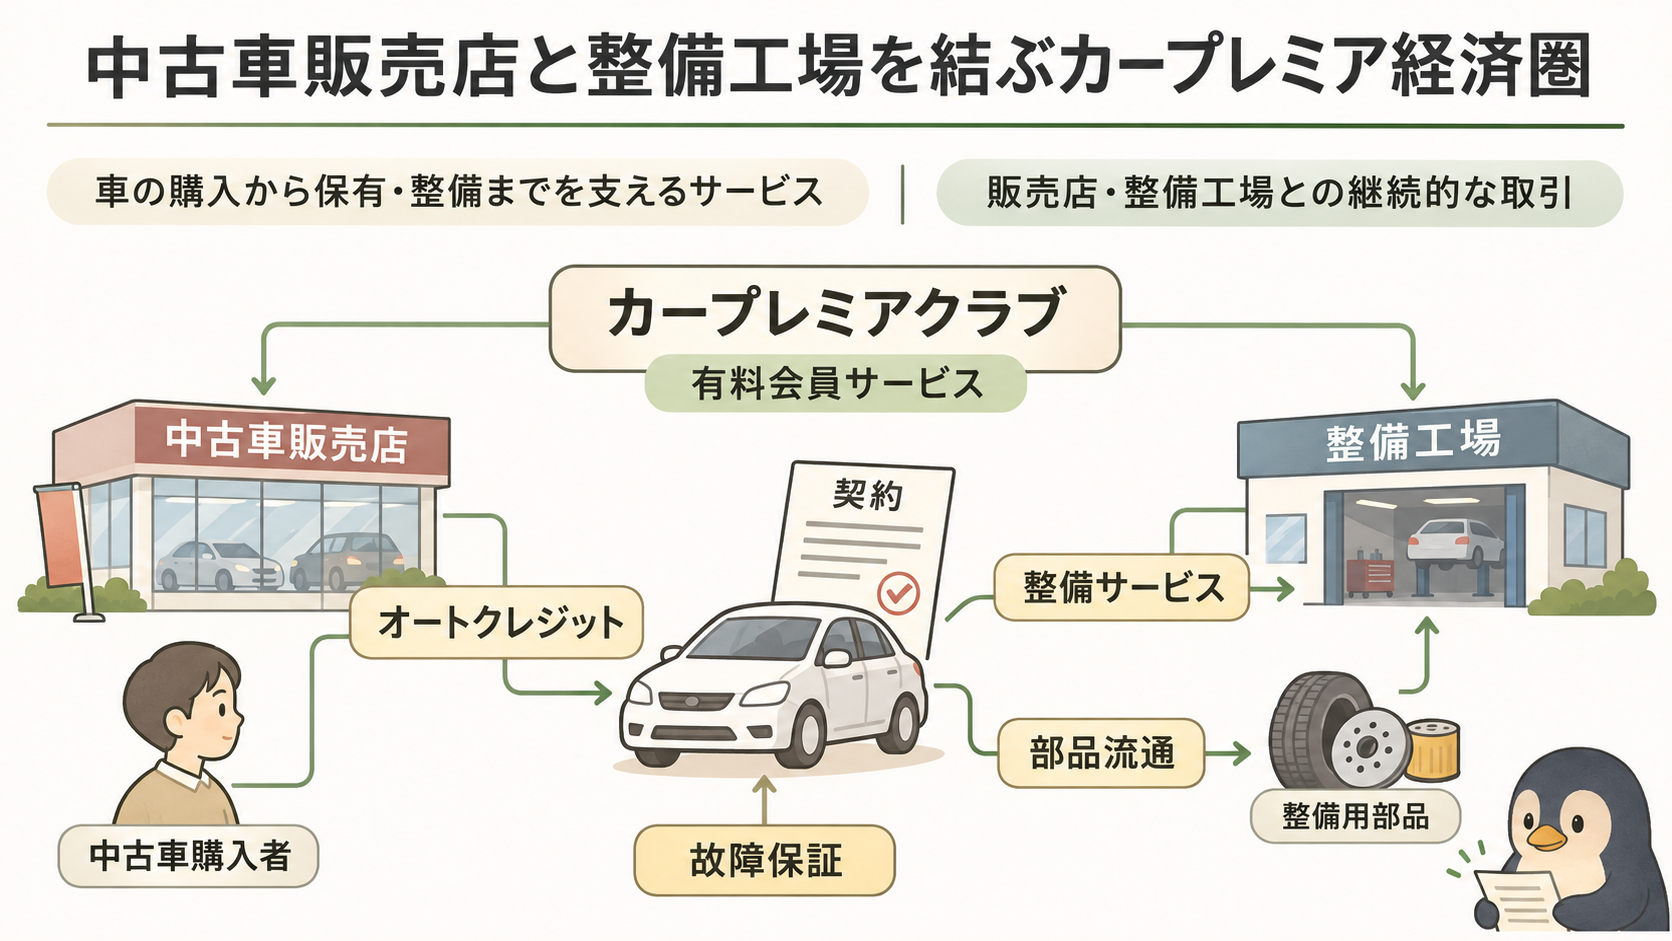 中古車販売店と整備工場を結ぶカープレミア経済圏
車の購入から保有・整備までを支えるサービス
販売店・整備工場との継続的な取引
カープレミアクラブ
有料会員サービス
中古車販売店
整備工場
契約
オートクレジット
整備サービス
部品流通
整備用部品
中古車購入者
故障保証